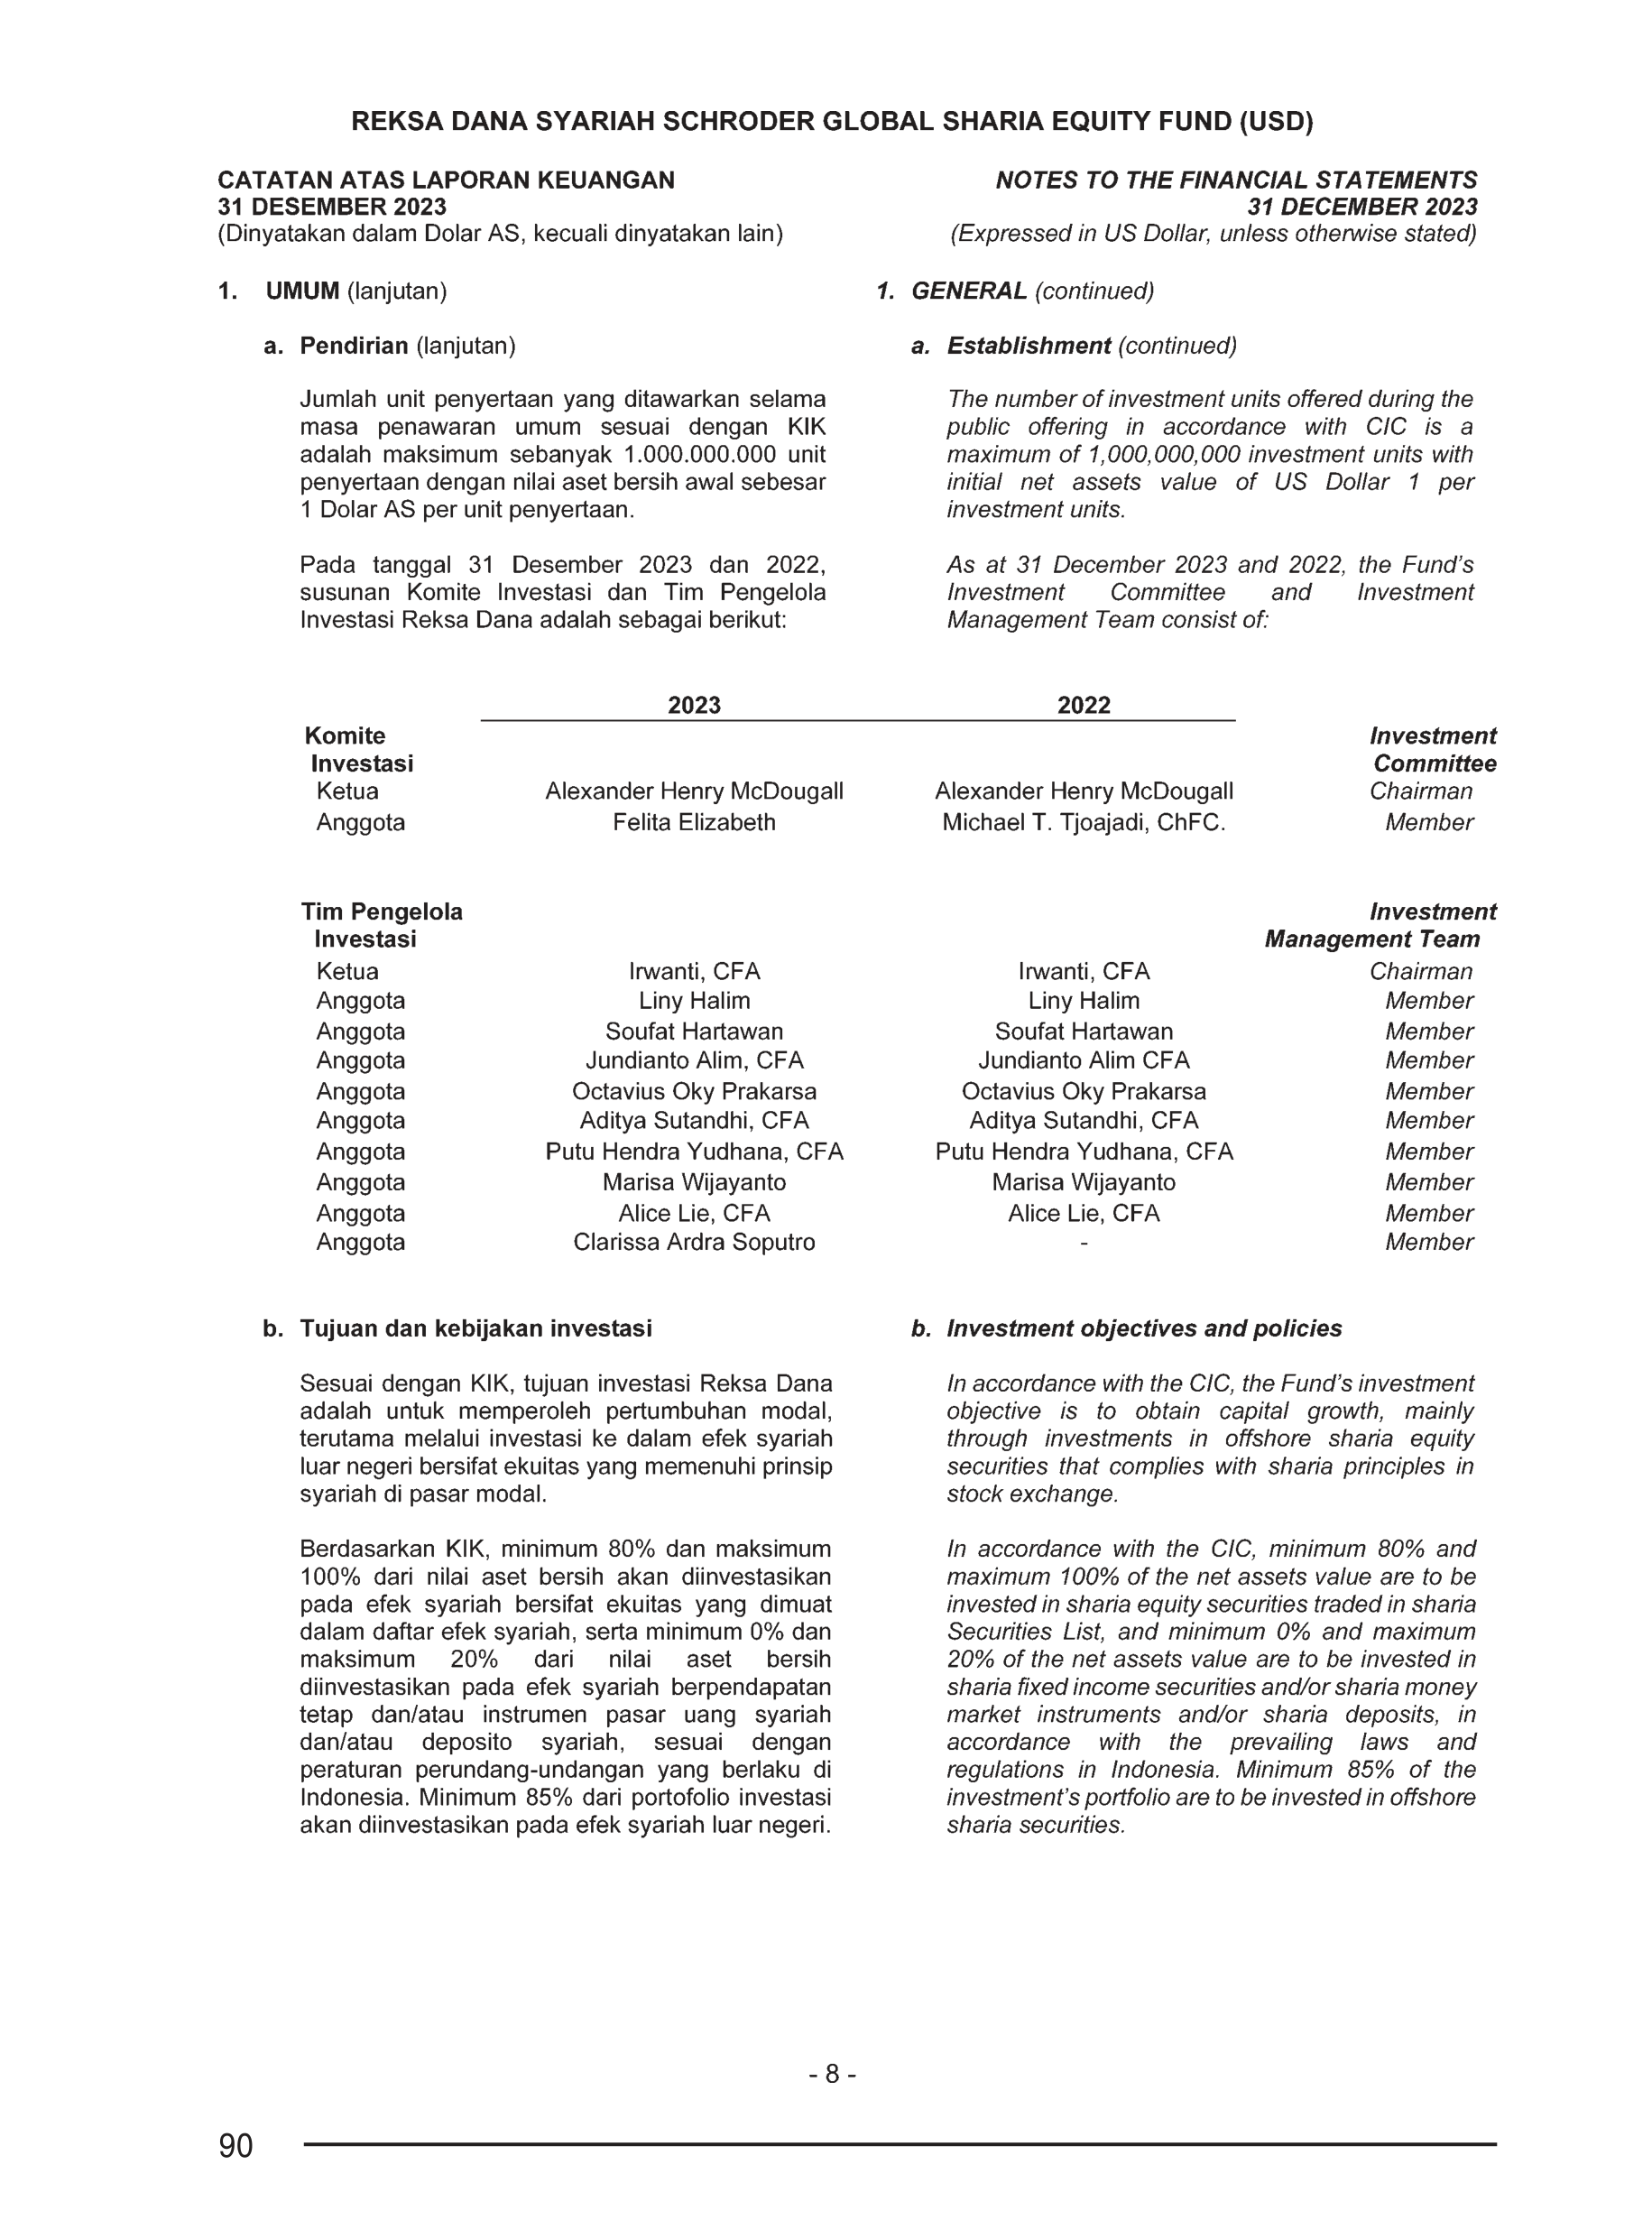 REKSA DANA SYARIAH SCHRODER GLOBAL SHARIA EQUITY FUND (USD)
CATATAN ATAS LAPORAN KEUANGAN
31 DESEMBER 2023
(Dinyatakan dalam Dolar AS, kecuali dinyatakan lain)
NOTES TO THE FINANCIAL STATEMENTS
31 DECEMBER 2023
(Expressed in US Dollar, unless otherwise stated)
1. UMUM (lanjutan)
a. Pendirian (lanjutan)
Jumlah unit penyertaan yang ditawarkan selama
masa penawaran umum sesuai dengan KIK
adalah maksimum sebanyak 1.000.000.000 unit
penyertaan dengan nilai aset bersih awal sebesar
1 Dolar AS per unit penyertaan.
Pada tanggal 31 Desember 2023 dan 2022,
susunan Komite Investasi dan Tim Pengelola
Investasi Reksa Dana adalah sebagai berikut:
1. GENERAL (continued)
a. Establishment (continued)
The number of investment units offered during the
public offering in accordance with CIC is a
maximum of 1,000,000,000 investment units with
initial net assets value of US Dollar 1 per
investment units.
As at 31 December 2023 and 2022, the Fund's
Investment Committee and Investment
Management Team consist of:
2023 2022
Komite Investment
Investasi Committee
Ketua Alexander Henry McDougall Alexander Henry McDougall Chairman
Anggota Felita Elizabeth Michael T. Tjoajadi, ChFC. Member
Tim Pengelola Investment
Investasi Management Team
Ketua Irwanti, CFA Irwanti, CFA Chairman
Anggota Liny Halim Liny Halim Member
Anggota Soufat Hartawan Soufat Hartawan Member
Anggota Jundianto Alim, CFA Jundianto Alim CFA Member
Anggota Octavius Oky Prakarsa Octavius Oky Prakarsa Member
Anggota Aditya Sutandhi, CFA Aditya Sutandhi, CFA Member
Anggota Putu Hendra Yudhana, CFA Putu Hendra Yudhana, CFA Member
Anggota Marisa Wijayanto Marisa Wijayanto Member
Anggota Alice Lie, CFA Alice Lie, CFA Member
Anggota Clarissa Ardra Soputro - Member
b. Tujuan dan kebijakan investasi
Sesuai dengan KIK, tujuan investasi Reksa Dana
adalah untuk memperoleh pertumbuhan modal,
terutama melalui investasi ke dalam efek syariah
luar negeri bersifat ekuitas yang memenuhi prinsip
syariah di pasar modal.
Berdasarkan KIK, minimum 80% dan maksimum
100% dari nilai aset bersih akan diinvestasikan
pada efek syariah bersifat ekuitas yang dimuat
dalam daftar efek syariah, serta minimum 0% dan
maksimum 20% dari nilai aset bersih
diinvestasikan pada efek syariah berpendapatan
tetap dan/atau instrumen pasar uang syariah
dan/atau deposito syariah, sesuai dengan
peraturan perundang-undangan yang berlaku di
Indonesia. Minimum 85% dari portofolio investasi
akan diinvestasikan pada efek syariah luar negeri.
b. Investment objectives and policies
In accordance with the CIC, the Fund's investment
objective is to obtain capital growth, mainly
through investments in offshore sharia equity
securities that complies with sharia principles in
stock exchange.
In accordance with the CIC, minimum 80% and
maximum 100% of the net assets value are to be
invested in sharia equity securities traded in sharia
Securities List, and minimum 0% and maximum
20% of the net assets value are to be invested in
sharia fixed income securities and/or sharia money
market instruments and/or sharia deposits, in
accordance with the prevailing laws and
regulations in Indonesia. Minimum 85% of the
investment's portfolio are to be invested in offshore
sharia securities.
- 8 -
90